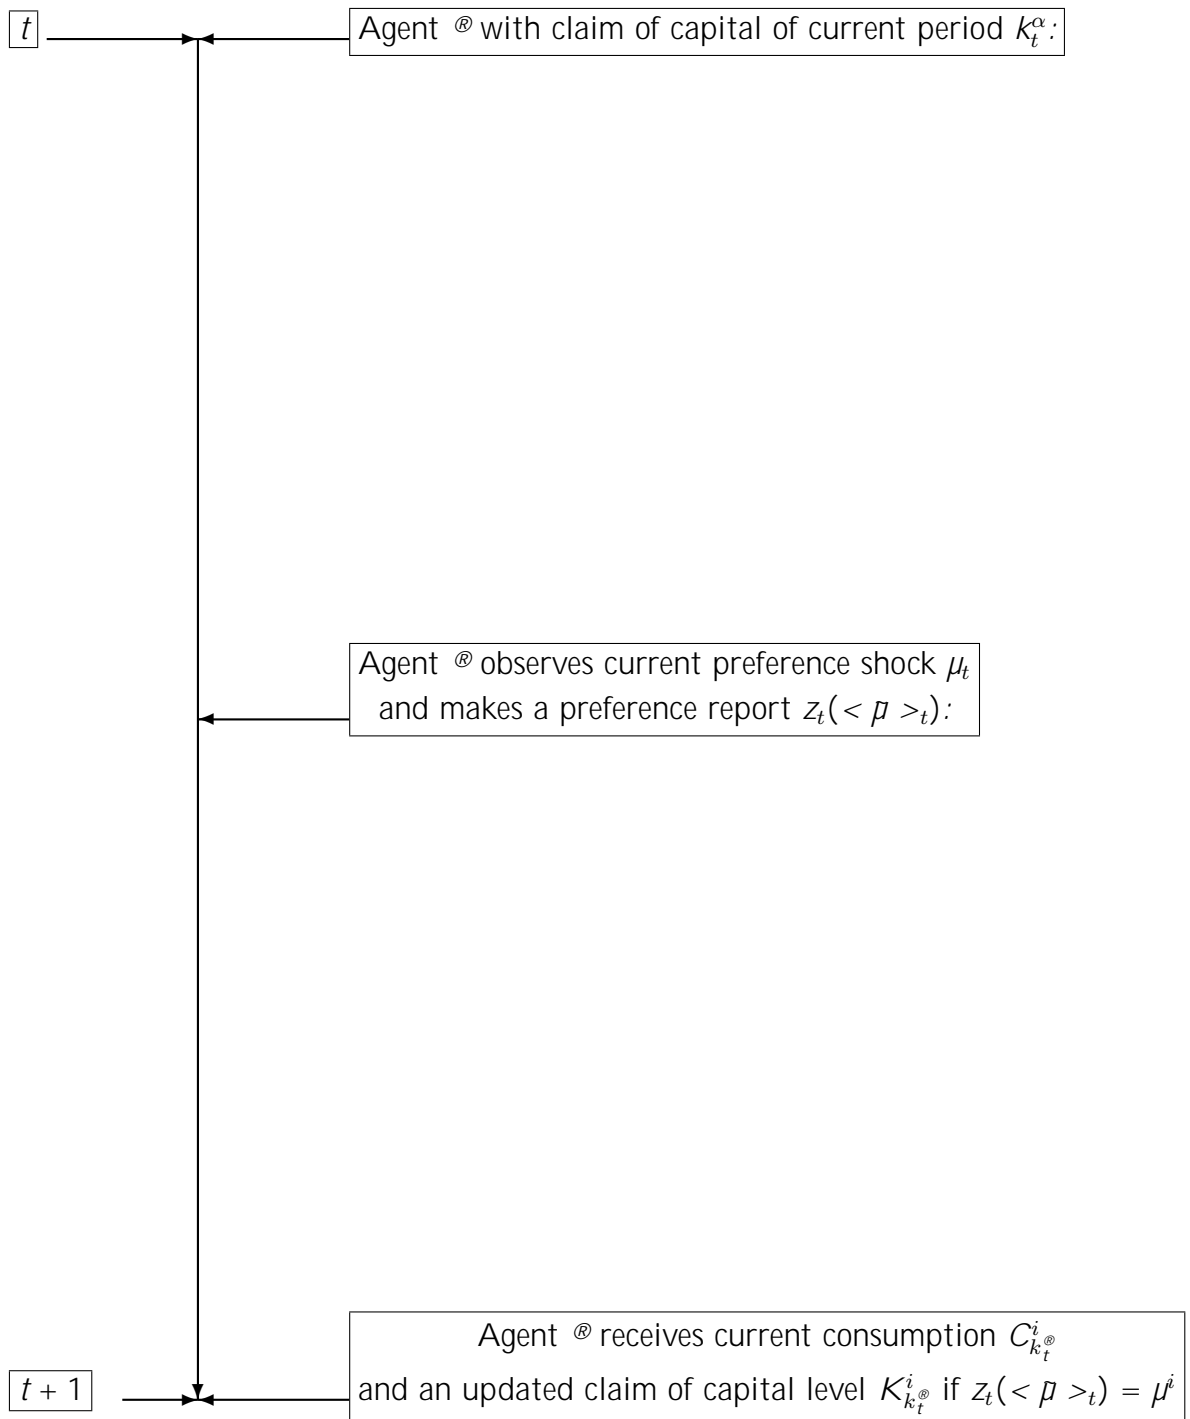 t
Agent ® with claim of capital of current period k_t^α:
Agent ® observes current preference shock µ_t
and makes a preference report z_t(< µ̃ >_t):
Agent ® receives current consumption C^i_{k_t^®}
t + 1
and an updated claim of capital level K^i_{k_t^®} if z_t(< µ̃ >_t) = µ^i